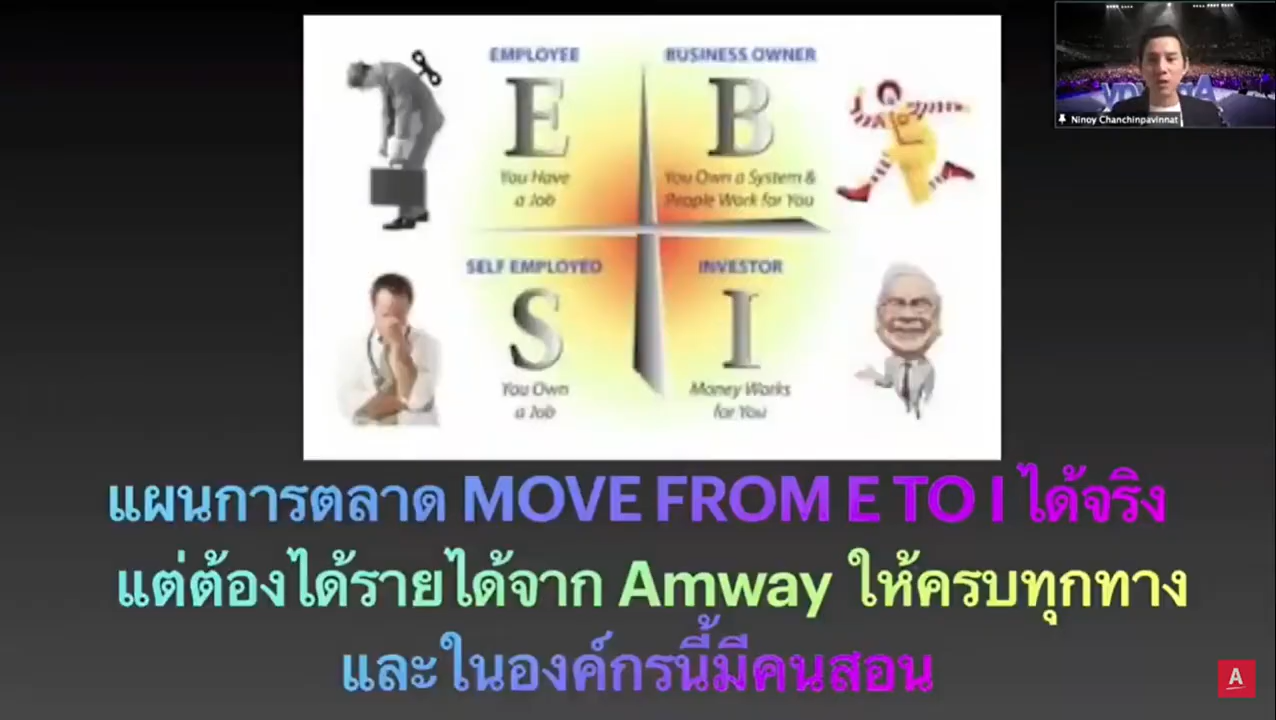 EMPLOYEE
E
You Have
a Job
BUSINESS OWNER
B
You Own a System &
People Work for You
SELF EMPLOYED
S
You Own
a Job
INVESTOR
I
Money Works
for You
Ninoy Chanchinpavinnat
แผนการตลาด MOVE FROM E TO I ได้จริง
แต่ต้องได้รายได้จาก Amway ให้ครบทุกทาง
และในองค์กรนี้มีคนสอน
A